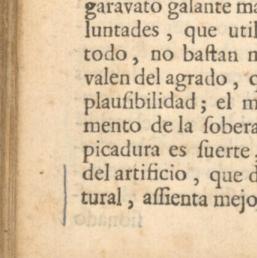 garavato galante ma
luntades, que util
todo, no bastan m
valen del agrado,
plausibilidad; el m
mento de la sobera
picadura es suerte,
del artificio, que d
tural, assienta mejo